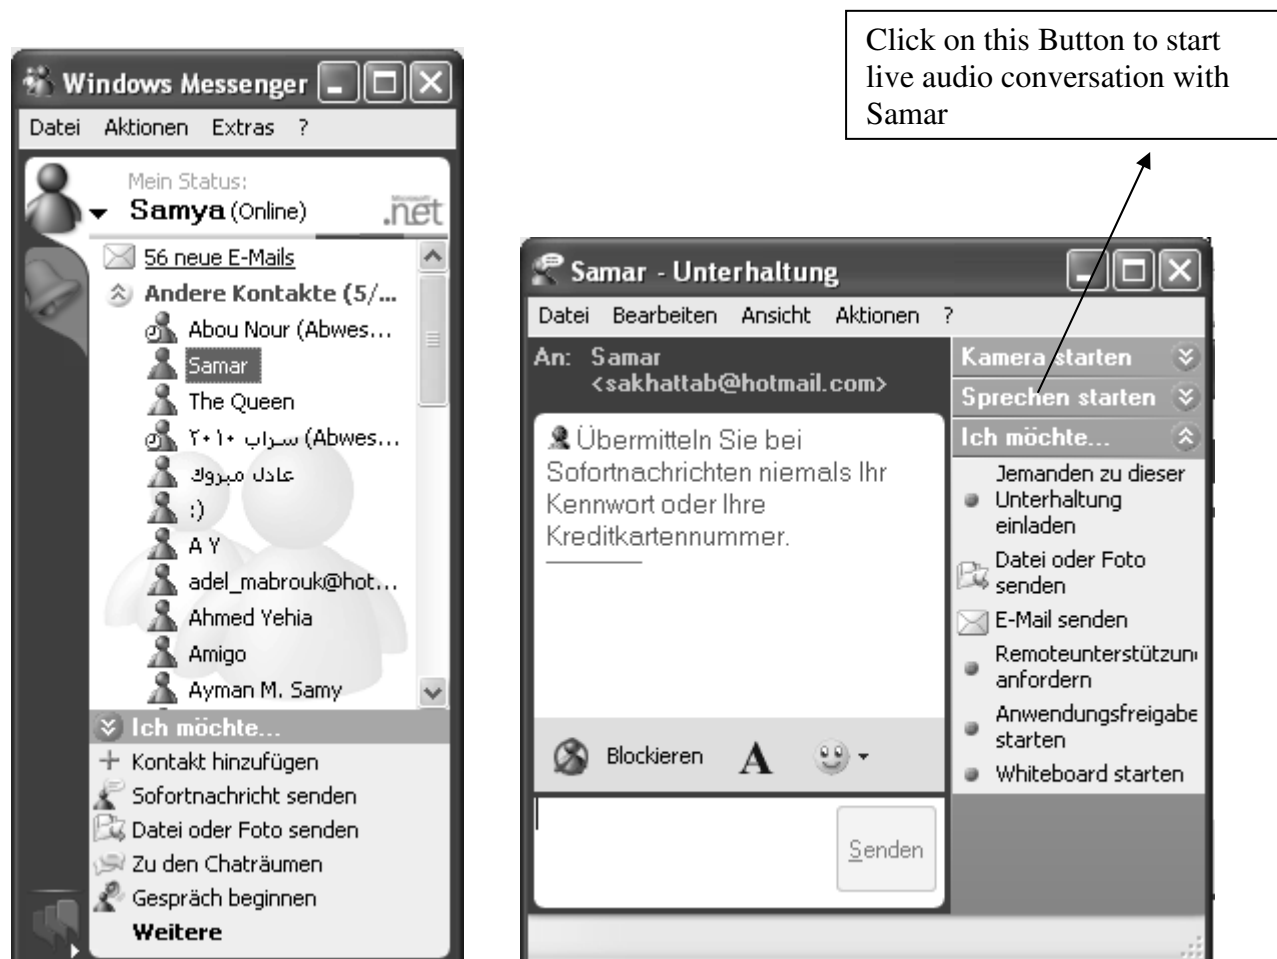 Click on this Button to start
live audio conversation with
Samar
Windows Messenger
Datei Aktionen Extras ?
Mein Status:
Samya (Online)
Microsoft
.net
56 neue E-Mails
Andere Kontakte (5/...
Abou Nour (Abwes...
Samar
The Queen
سراب ٢٠١٠ (Abwes...
عادل مبروك
:)
A Y
adel_mabrouk@hot...
Ahmed Yehia
Amigo
Ayman M. Samy
Ich möchte...
Kontakt hinzufügen
Sofortnachricht senden
Datei oder Foto senden
Zu den Chaträumen
Gespräch beginnen
Weitere
Samar - Unterhaltung
Datei Bearbeiten Ansicht Aktionen ?
An: Samar
<sakhattab@hotmail.com>
Übermitteln Sie bei
Sofortnachrichten niemals Ihr
Kennwort oder Ihre
Kreditkartennummer.
Blockieren A
Senden
Kamera starten
Sprechen starten
Ich möchte...
Jemanden zu dieser
Unterhaltung
einladen
Datei oder Foto
senden
E-Mail senden
Remoteunterstützun
anfordern
Anwendungsfreigabe
starten
Whiteboard starten